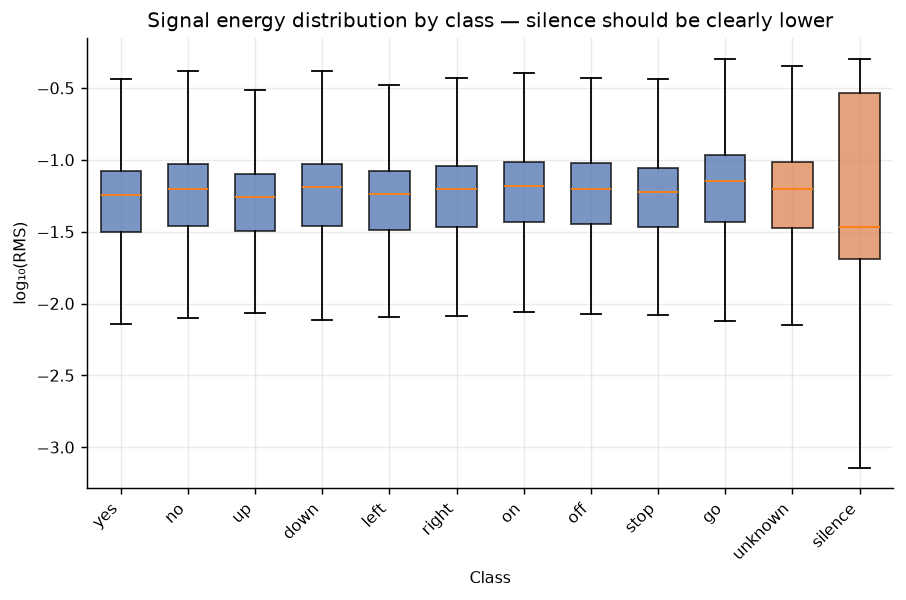 Signal energy distribution by class — silence should be clearly lower
−0.5
−1.0
−1.5
−2.0
−2.5
−3.0
log₁₀(RMS)
yes
no
up
down
left
right
on
off
stop
go
unknown
silence
Class